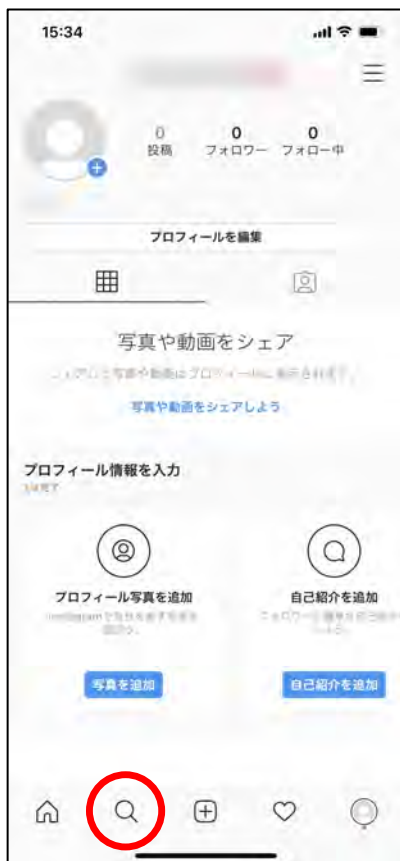 15:34
0 0 0
投稿 フォロワー フォロー中
プロフィールを編集
写真や動画をシェア
写真や動画をシェアしよう
プロフィール情報を入力
プロフィール写真を追加 自己紹介を追加
写真を追加 自己紹介を追加